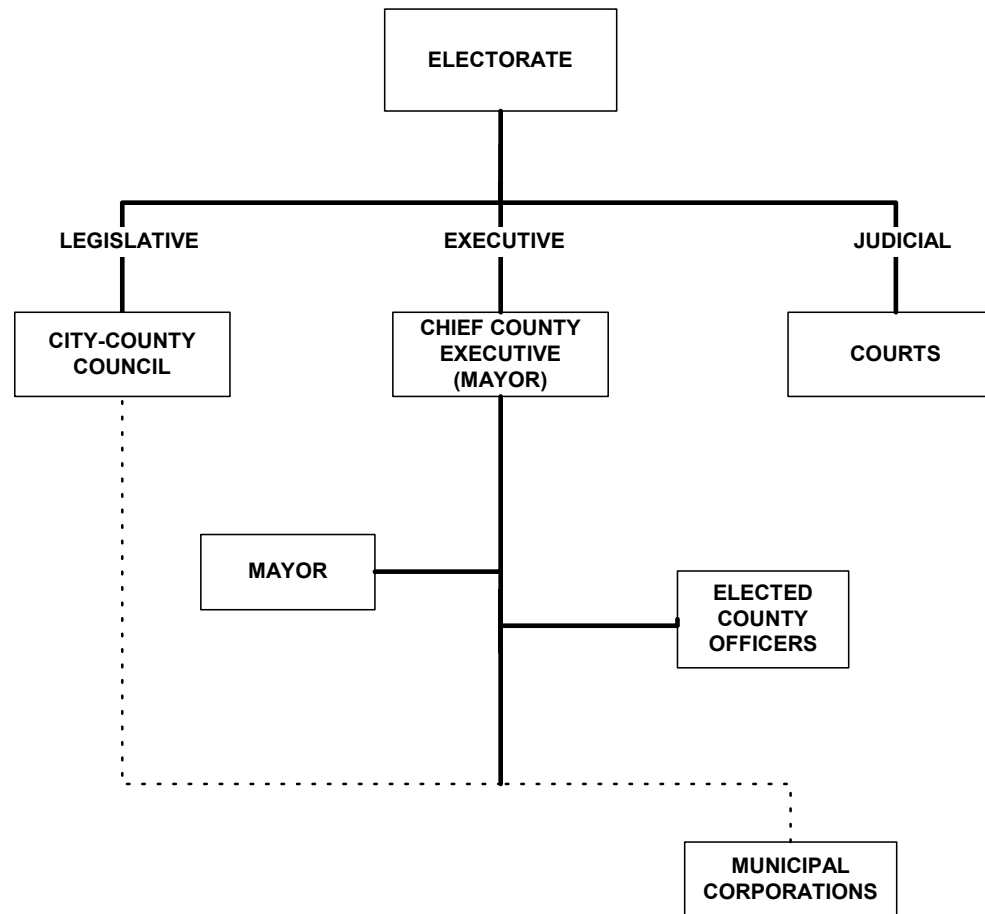 ELECTORATE
LEGISLATIVE
EXECUTIVE
JUDICIAL
CITY-COUNTY
COUNCIL
CHIEF COUNTY
EXECUTIVE
(MAYOR)
COURTS
MAYOR
ELECTED
COUNTY
OFFICERS
MUNICIPAL
CORPORATIONS